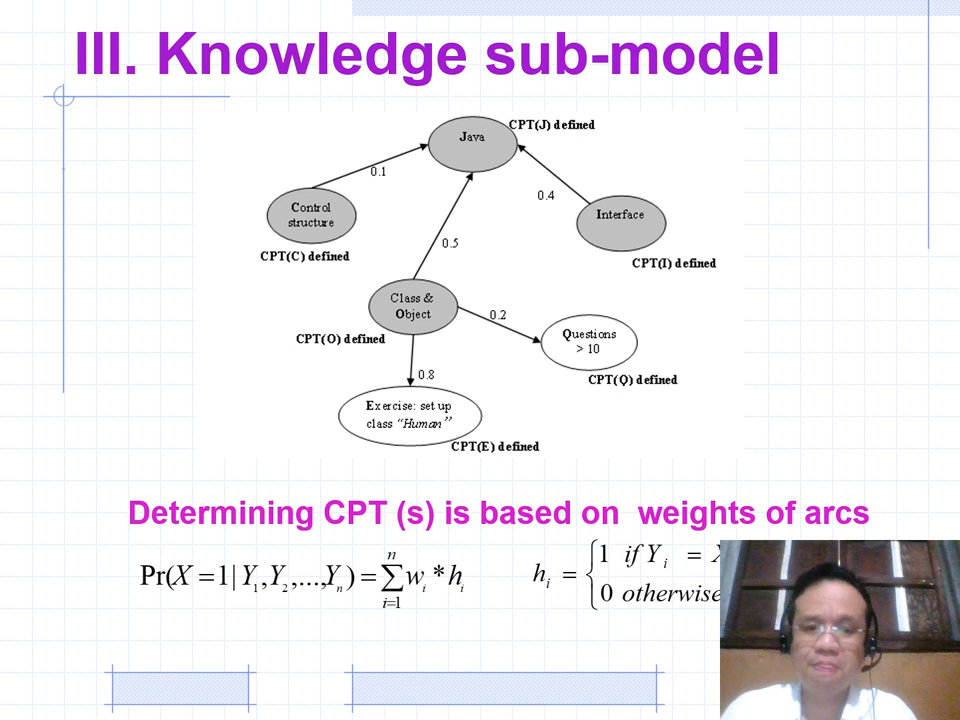 III. Knowledge sub-model
Java
CPT(J) defined
0.1
0.4
Control
structure
CPT(C) defined
Interface
CPT(I) defined
0.5
Class &
Object
CPT(O) defined
0.2
Questions
> 10
CPT(Q) defined
0.8
Exercise: set up
class “Human”
CPT(E) defined
Determining CPT (s) is based on weights of arcs
Pr(X = 1 | Y₁,Y₂,...,Yₙ) = ∑ⁿᵢ₌₁ wᵢ * hᵢ
hᵢ = { 1 if Yᵢ =
0 otherwise